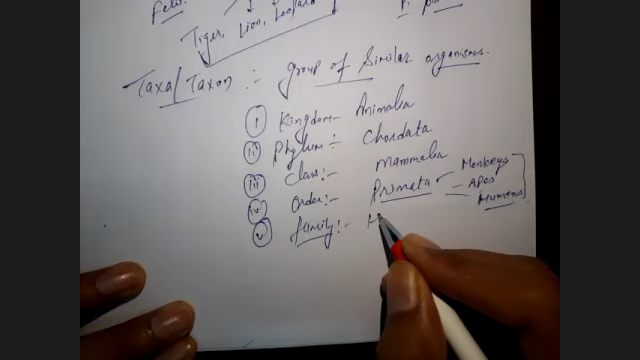 Felis
Tiger, Lion, Leopard
Taxa/Taxon :- Group of Similar organisms.
i Kingdom:- Animalia
ii Phylum :- Chordata
iii Class:- Mammalia
iv Order:- Primata Monkeys
Apes
Humans
v family:- H